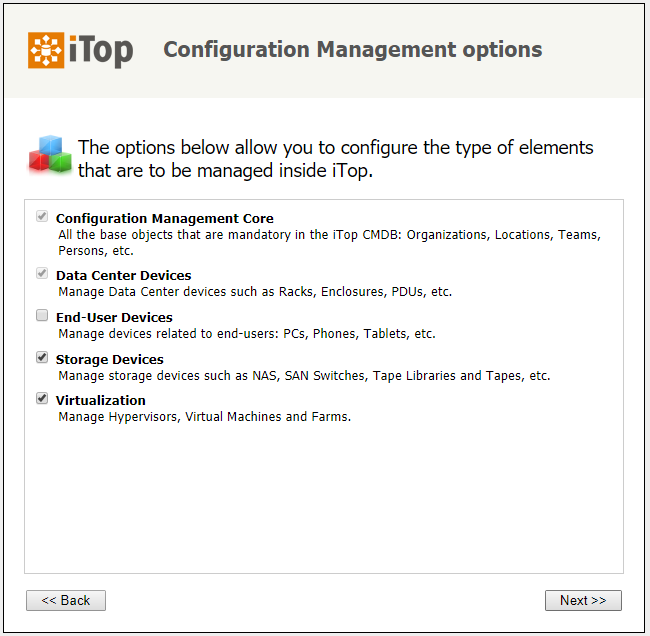 iTop Configuration Management options
The options below allow you to configure the type of elements
that are to be managed inside iTop.
Configuration Management Core
All the base objects that are mandatory in the iTop CMDB: Organizations, Locations, Teams,
Persons, etc.
Data Center Devices
Manage Data Center devices such as Racks, Enclosures, PDUs, etc.
End-User Devices
Manage devices related to end-users: PCs, Phones, Tablets, etc.
Storage Devices
Manage storage devices such as NAS, SAN Switches, Tape Libraries and Tapes, etc.
Virtualization
Manage Hypervisors, Virtual Machines and Farms.
<< Back Next >>